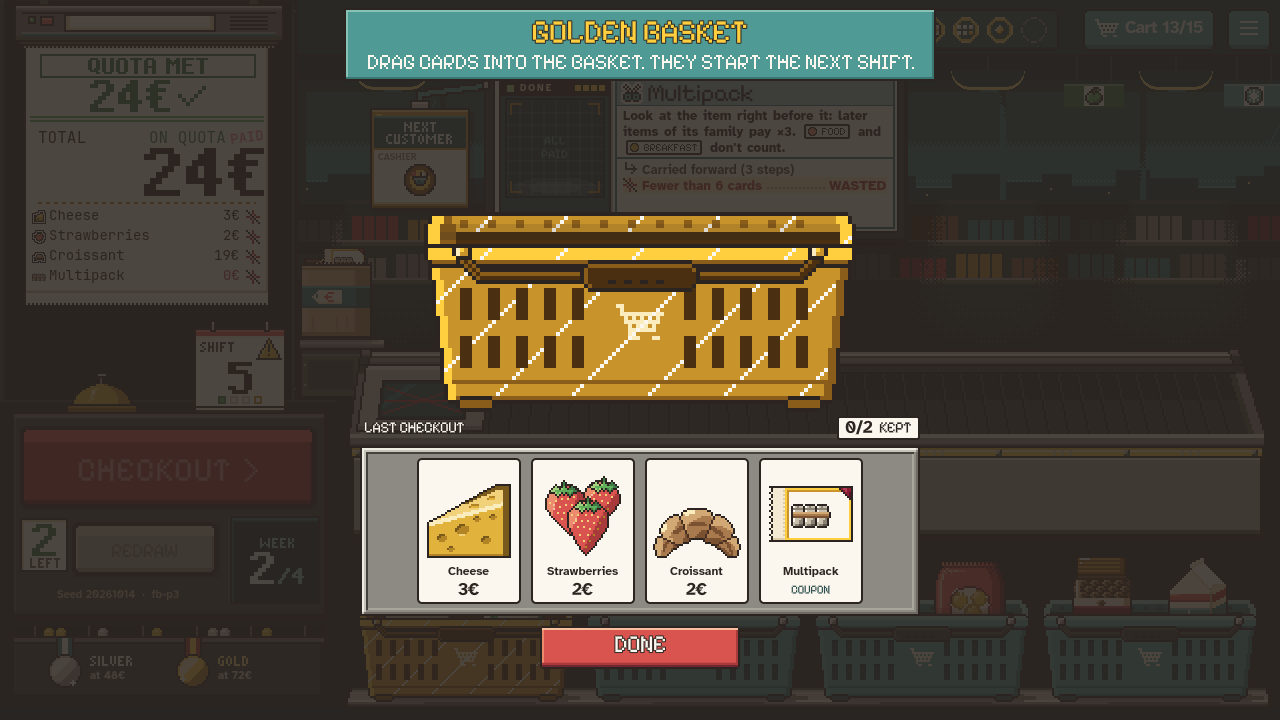 GOLDEN BASKET
DRAG CARDS INTO THE BASKET. THEY START THE NEXT SHIFT.
Cart 13/15
QUOTA MET
24€
TOTAL ON QUOTA PAID
24€
Cheese 3€
Strawberries 2€
Croissant 19€
Multipack 0€
NEXT
CUSTOMER
CASHIER
DONE
ALL
PAID
Multipack
Look at the item right before it: later
items of its family pay ×3. FOOD and
BREAKFAST don't count.
Carried forward (3 steps)
Fewer than 6 cards WASTED
€
SHIFT
5
LAST CHECKOUT
0/2 KEPT
Cheese
3€
Strawberries
2€
Croissant
2€
Multipack
COUPON
DONE
CHECKOUT >
2
LEFT
REDRAW
WEEK
2/4
Seed 20261014 · fb-p3
SILVER
at 48€
GOLD
at 72€